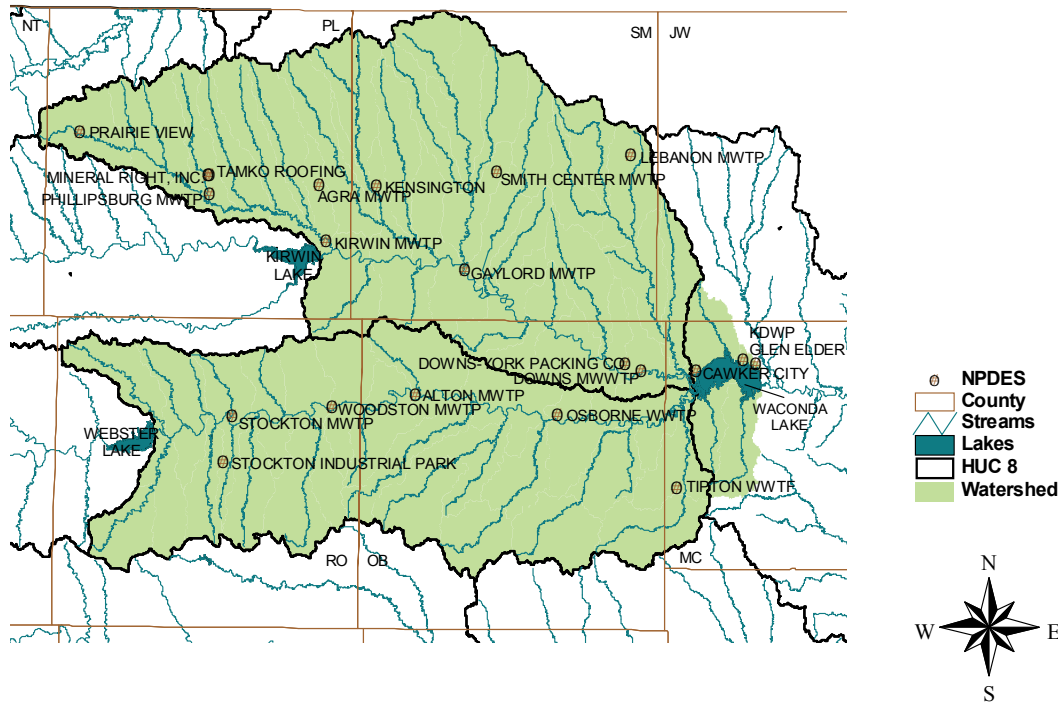 NT
PL
SM
JW
PRAIRIE VIEW
LEBANON MWTP
MINERAL RIGHT, INC.
TAMKO ROOFING
SMITH CENTER MWTP
PHILLIPSBURG MWTP
AGRA MWTP
KENSINGTON
KIRWIN MWTP
KIRWIN
LAKE
GAYLORD MWTP
KDWP
GLEN ELDER
DOWNS-YORK PACKING CO
DOWNS MWWTP
CAWKER CITY
ALTON MWTP
WOODSTON MWTP
OSBORNE WWTP
WACONDA
LAKE
STOCKTON MWTP
WEBSTER
LAKE
STOCKTON INDUSTRIAL PARK
TIPTON WWTF
RO
OB
MC
NPDES
County
Streams
Lakes
HUC 8
Watershed
N
W
E
S